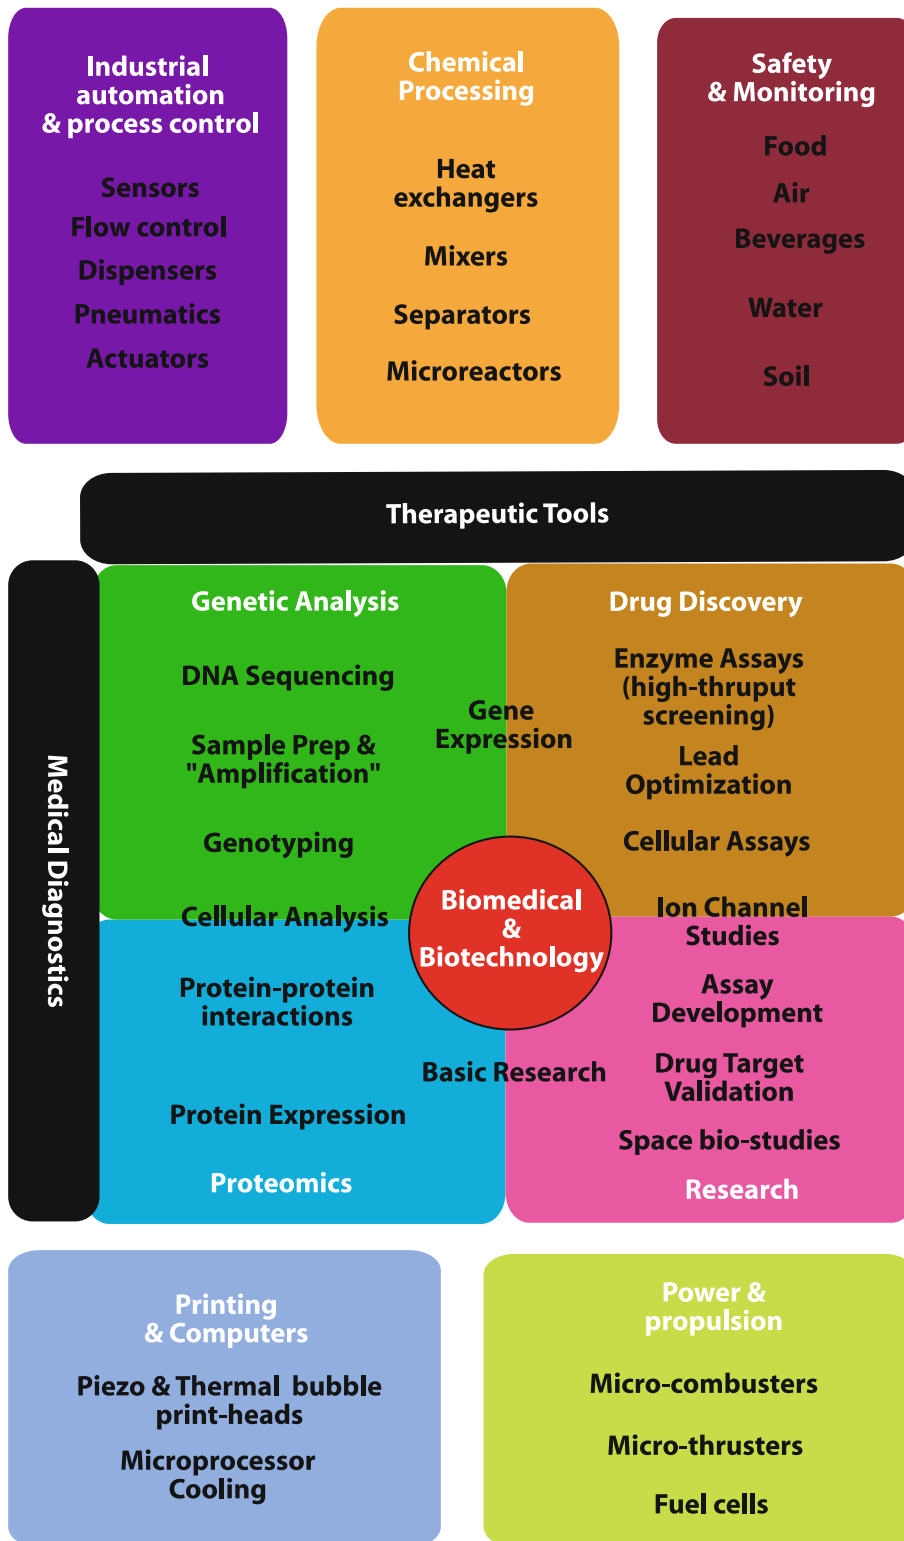 Industrial
automation
& process control
Sensors
Flow control
Dispensers
Pneumatics
Actuators
Chemical
Processing
Heat
exchangers
Mixers
Separators
Microreactors
Safety
& Monitoring
Food
Air
Beverages
Water
Soil
Therapeutic Tools
Medical Diagnostics
Genetic Analysis
DNA Sequencing
Sample Prep &
"Amplification"
Genotyping
Cellular Analysis
Gene
Expression
Drug Discovery
Enzyme Assays
(high-thruput
screening)
Lead
Optimization
Cellular Assays
Ion Channel
Studies
Biomedical
&
Biotechnology
Protein-protein
interactions
Protein Expression
Proteomics
Basic Research
Assay
Development
Drug Target
Validation
Space bio-studies
Research
Printing
& Computers
Piezo & Thermal bubble
print-heads
Microprocessor
Cooling
Power &
propulsion
Micro-combusters
Micro-thrusters
Fuel cells